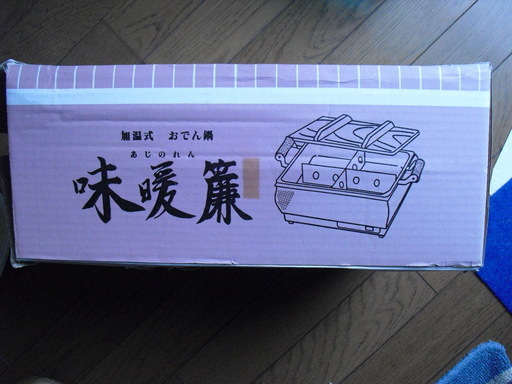 加温式 おでん鍋
あじのれん
味暖簾